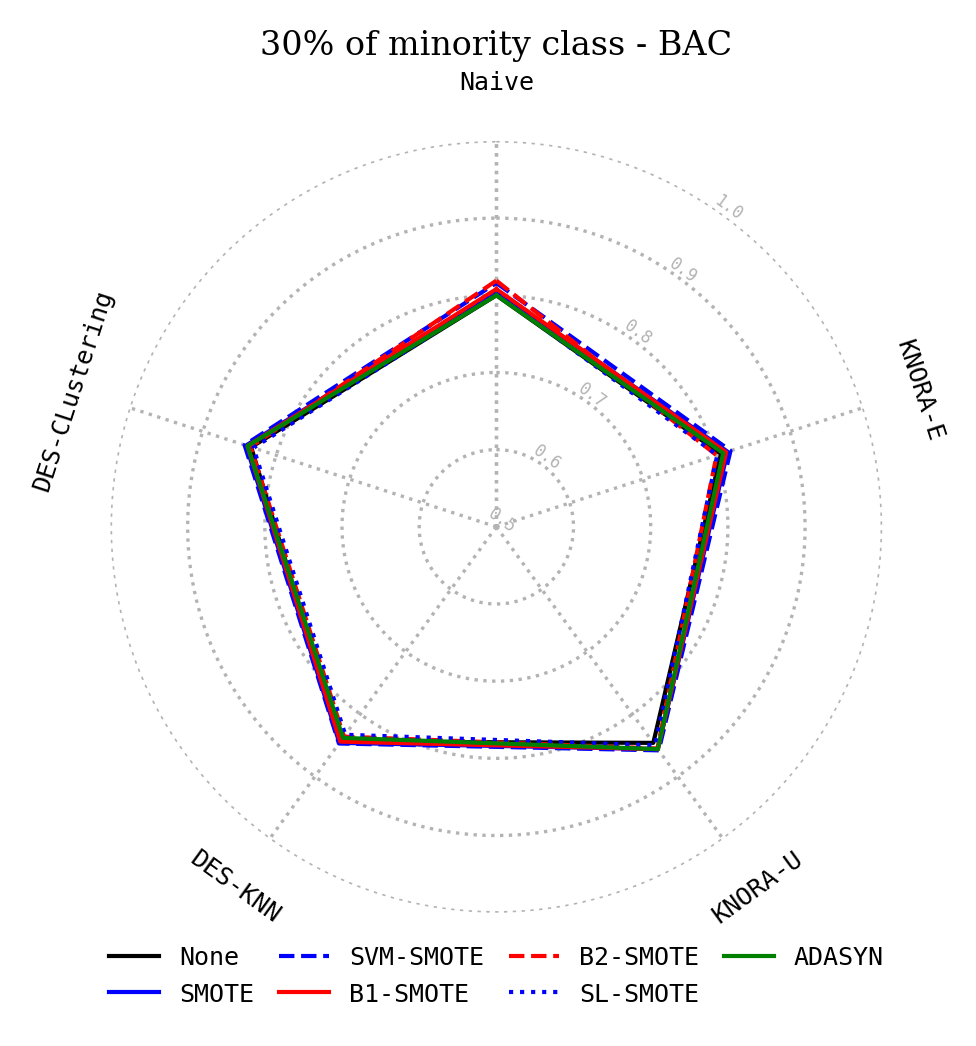 30% of minority class - BAC
Naive
KNORA-E
KNORA-U
DES-KNN
DES-CLustering
1.0
0.9
0.8
0.7
0.6
0.5
None
SMOTE
SVM-SMOTE
B1-SMOTE
B2-SMOTE
SL-SMOTE
ADASYN